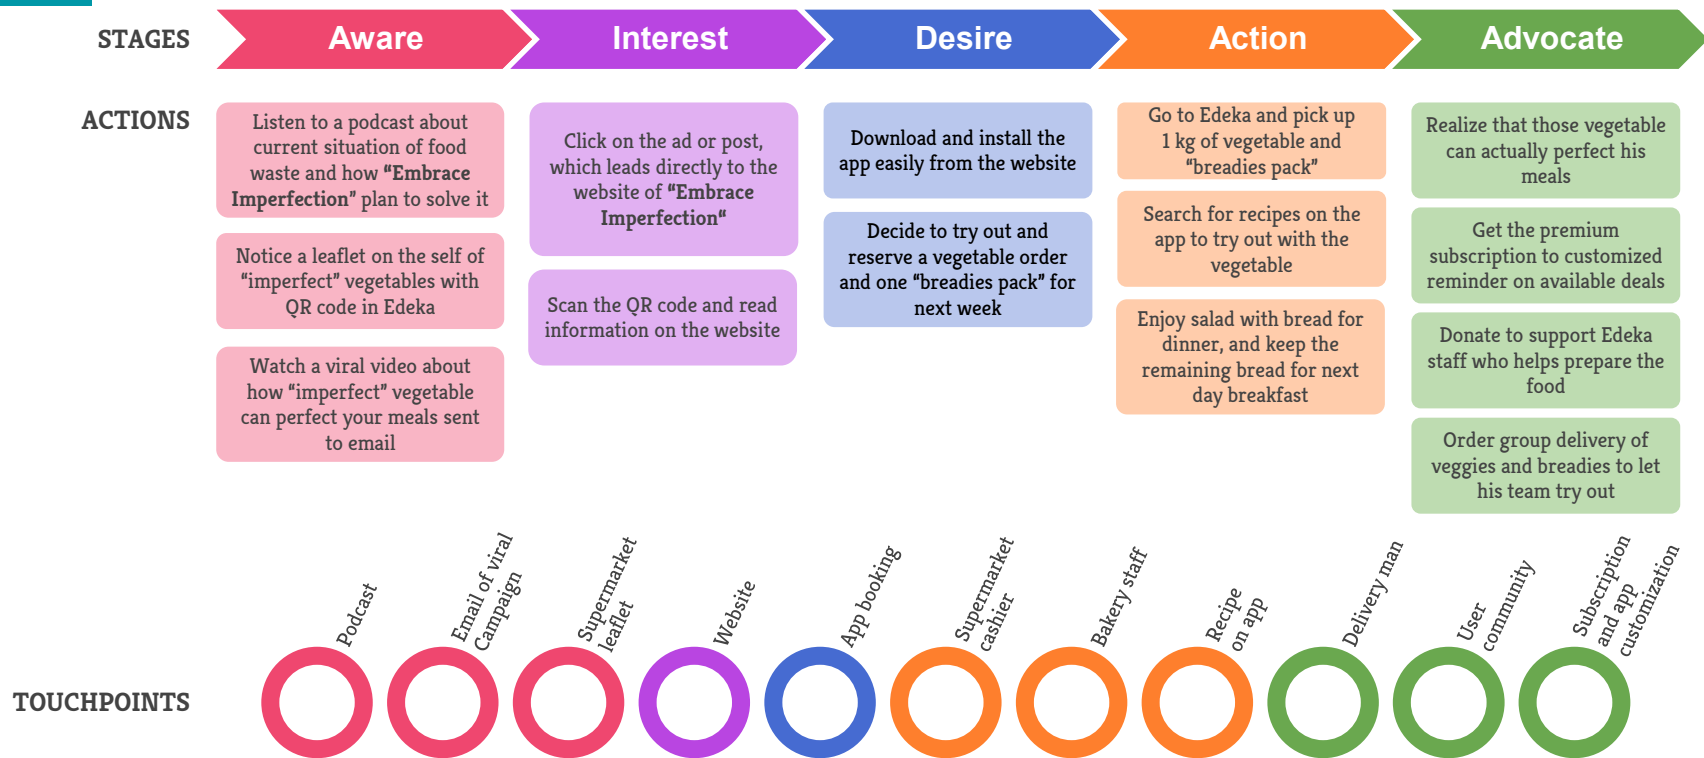 STAGES
Aware
Interest
Desire
Action
Advocate
ACTIONS
Listen to a podcast about
current situation of food
waste and how “Embrace
Imperfection” plan to solve it
Notice a leaflet on the self of
“imperfect” vegetables with
QR code in Edeka
Watch a viral video about
how “imperfect” vegetable
can perfect your meals sent
to email
Click on the ad or post,
which leads directly to the
website of “Embrace
Imperfection“
Scan the QR code and read
information on the website
Download and install the
app easily from the website
Decide to try out and
reserve a vegetable order
and one “breadies pack” for
next week
Go to Edeka and pick up
1 kg of vegetable and
“breadies pack”
Search for recipes on the
app to try out with the
vegetable
Enjoy salad with bread for
dinner, and keep the
remaining bread for next
day breakfast
Realize that those vegetable
can actually perfect his
meals
Get the premium
subscription to customized
reminder on available deals
Donate to support Edeka
staff who helps prepare the
food
Order group delivery of
veggies and breadies to let
his team try out
TOUCHPOINTS
Podcast
Email of viral
Campaign
Supermarket
leaflet
Website
App booking
Supermarket
cashier
Bakery staff
Recipe
on app
Delivery man
User
community
Subscription
and app
customization